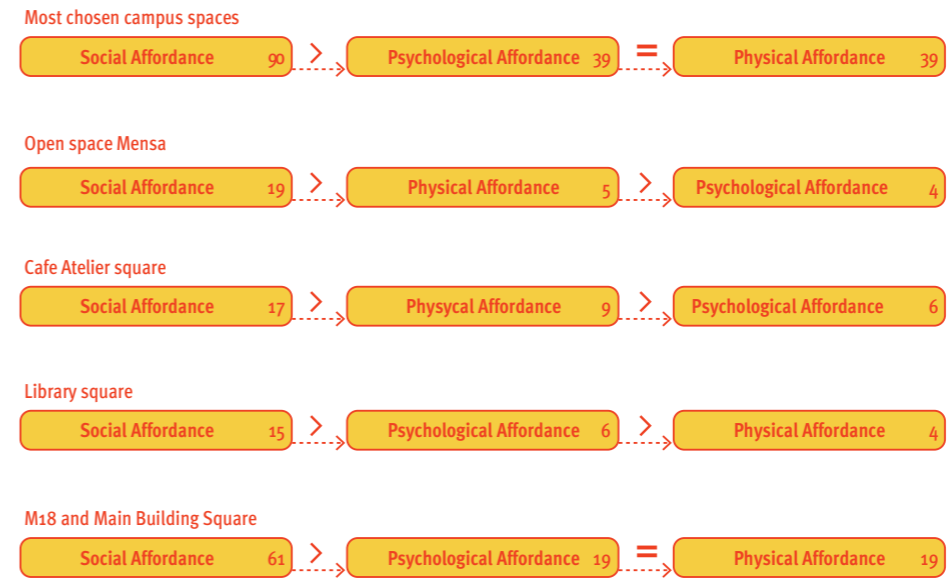 Most chosen campus spaces
Social Affordance 90 > Psychological Affordance 39 = Physical Affordance 39
Open space Mensa
Social Affordance 19 > Physical Affordance 5 > Psychological Affordance 4
Cafe Atelier square
Social Affordance 17 > Physycal Affordance 9 > Psychological Affordance 6
Library square
Social Affordance 15 > Psychological Affordance 6 > Physical Affordance 4
M18 and Main Building Square
Social Affordance 61 > Psychological Affordance 19 = Physical Affordance 19